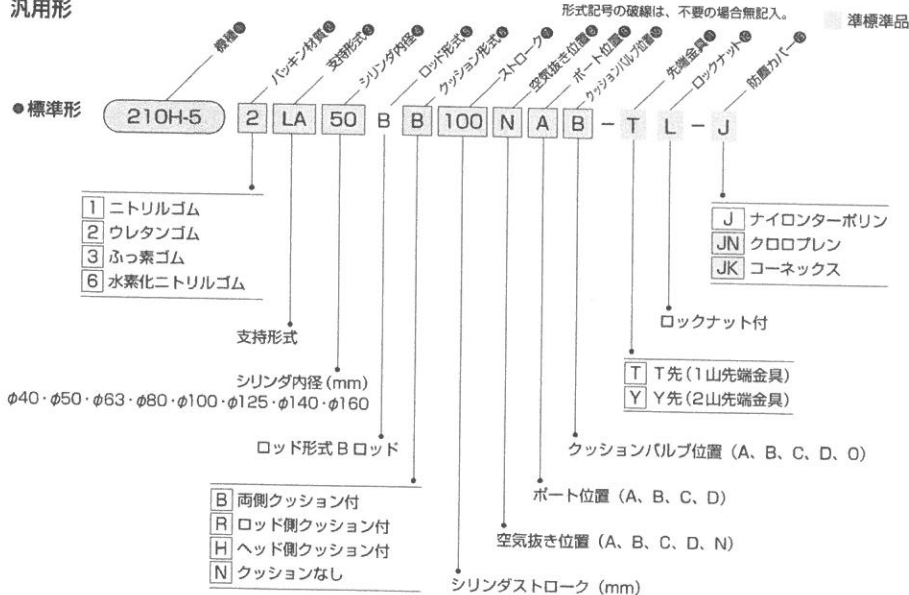 汎用形
形式記号の破線は、不要の場合無記入。
準標準品
機種❶
パッキン材質❷
支持形式❸
シリンダ内径❹
ロッド形式❺
クッション形式❻
ストローク❼
空気抜き位置❽
ポート位置❾
クッションバルブ位置❿
先端金具⓫
ロックナット⓬
防塵カバー⓭
●標準形
210H-5 2 LA 50 B B 100 N A B - T L - J
1 ニトリルゴム
2 ウレタンゴム
3 ふっ素ゴム
6 水素化ニトリルゴム
J ナイロンターポリン
JN クロロプレン
JK コーネックス
支持形式
ロックナット付
シリンダ内径(mm)
φ40・φ50・φ63・φ80・φ100・φ125・φ140・φ160
T T先(1山先端金具)
Y Y先(2山先端金具)
ロッド形式 B ロッド
クッションバルブ位置(A、B、C、D、0)
B 両側クッション付
R ロッド側クッション付
H ヘッド側クッション付
N クッションなし
ポート位置(A、B、C、D)
空気抜き位置(A、B、C、D、N)
シリンダストローク(mm)